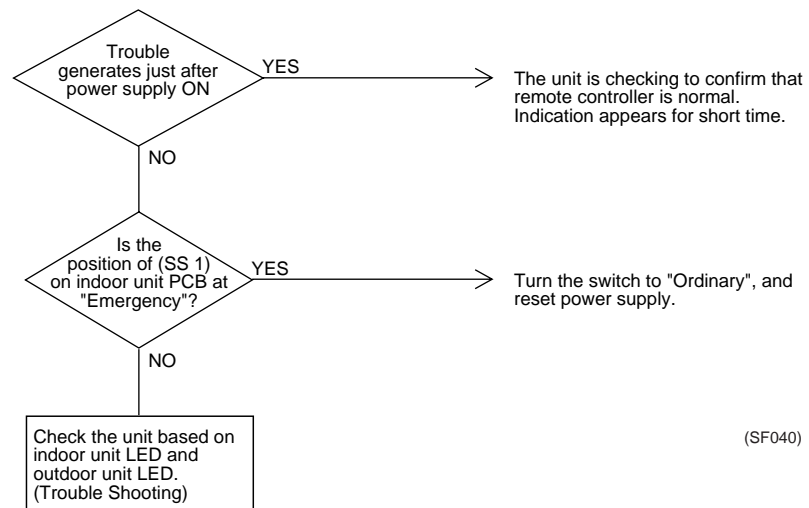 Trouble
generates just after
power supply ON
YES
The unit is checking to confirm that
remote controller is normal.
Indication appears for short time.
NO
Is the
position of (SS 1)
on indoor unit PCB at
"Emergency"?
YES
Turn the switch to "Ordinary", and
reset power supply.
NO
Check the unit based on
indoor unit LED and
outdoor unit LED.
(Trouble Shooting)
(SF040)